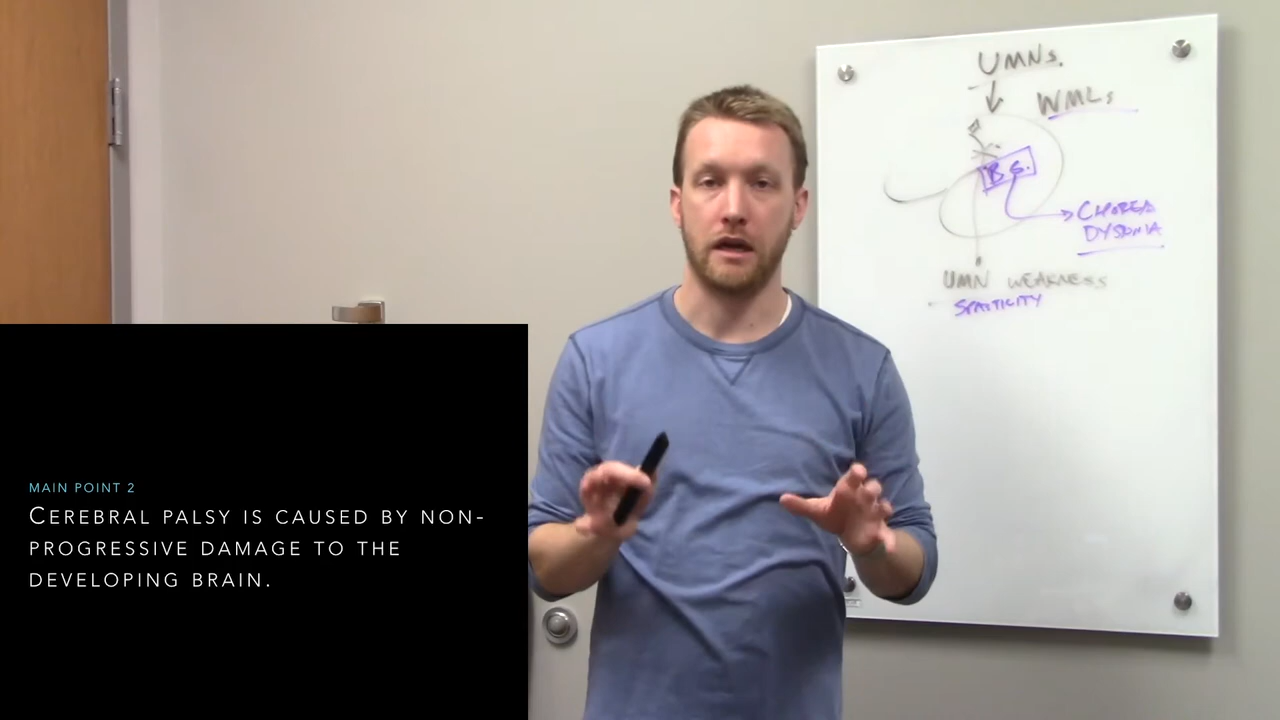 MAIN POINT 2
CEREBRAL PALSY IS CAUSED BY NON-
PROGRESSIVE DAMAGE TO THE
DEVELOPING BRAIN.
UMNs.
WMLs
B.G.
CHOREA
DYSONIA
UMN WEAKNESS
SPASTICITY